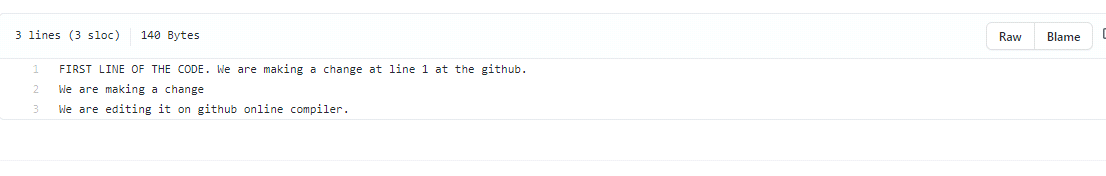 3 lines (3 sloc) 140 Bytes Raw Blame
1 FIRST LINE OF THE CODE. We are making a change at line 1 at the github.
2 We are making a change
3 We are editing it on github online compiler.